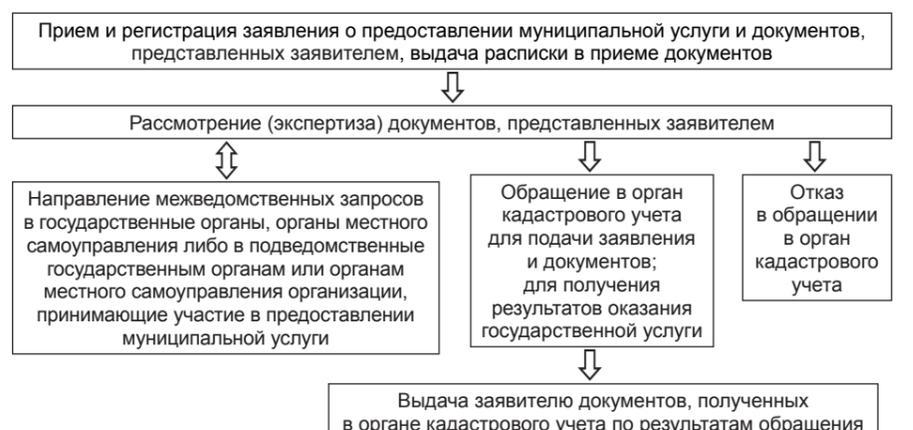 Прием и регистрация заявления о предоставлении муниципальной услуги и документов,
представленных заявителем, выдача расписки в приеме документов
Рассмотрение (экспертиза) документов, представленных заявителем
Направление межведомственных запросов
в государственные органы, органы местного
самоуправления либо в подведомственные
государственным органам или органам
местного самоуправления организации,
принимающие участие в предоставлении
муниципальной услуги
Обращение в орган
кадастрового учета
для подачи заявления
и документов;
для получения
результатов оказания
государственной услуги
Отказ
в обращении
в орган
кадастрового
учета
Выдача заявителю документов, полученных
в органе кадастрового учета по результатам обращения